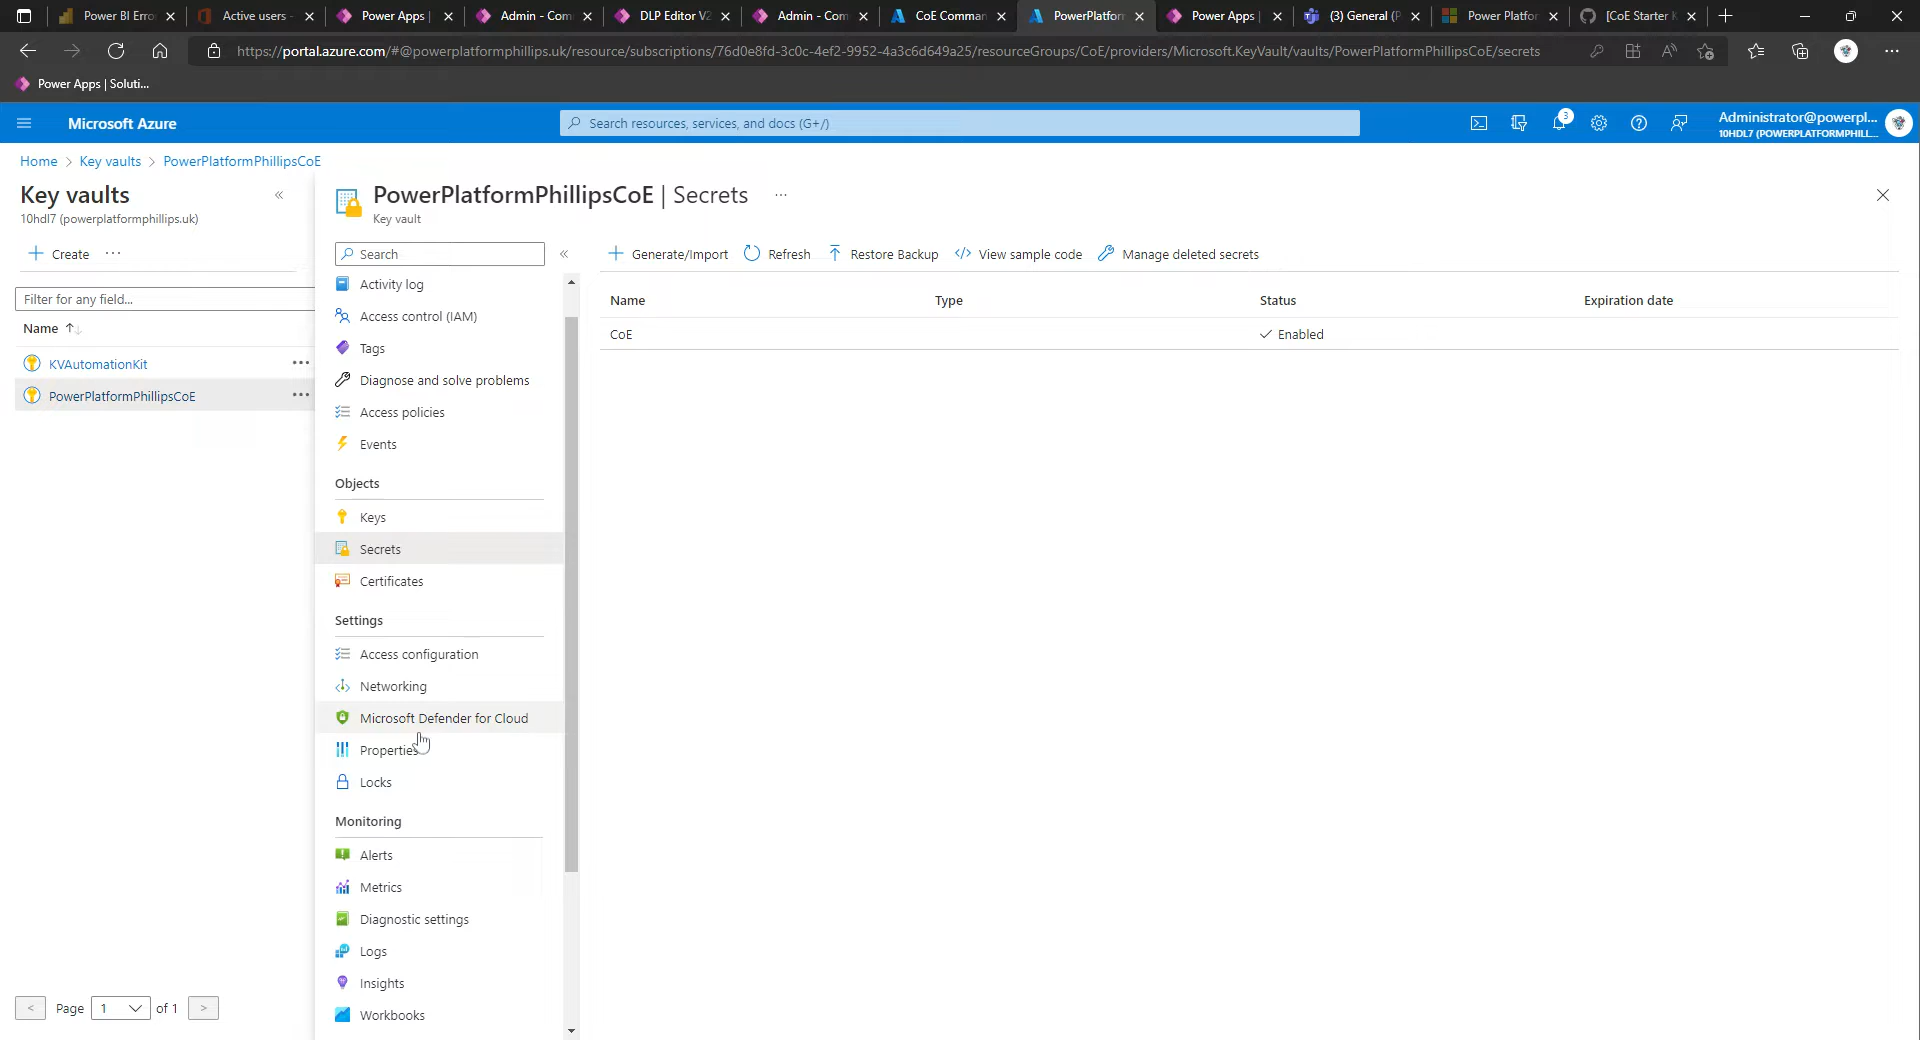 Power BI Erro
Active users -
Power Apps |
Admin - Com
DLP Editor V2
Admin - Com
CoE Comman
PowerPlatforn
Power Apps |
(3) General (P
Power Platfor
[CoE Starter K
https://portal.azure.com/#@powerplatformphillips.uk/resource/subscriptions/76d0e8fd-3c0c-4ef2-9952-4a3c6d649a25/resourceGroups/CoE/providers/Microsoft.KeyVault/vaults/PowerPlatformPhillipsCoE/secrets
Power Apps | Soluti...
Microsoft Azure
Search resources, services, and docs (G+/)
3
Administrator@powerpl...
10HDL7 (POWERPLATFORMPHILL...
Home > Key vaults > PowerPlatformPhillipsCoE
Key vaults
10hdl7 (powerplatformphillips.uk)
+ Create ...
Filter for any field...
Name
KVAutomationKit ...
PowerPlatformPhillipsCoE ...
< Page 1 of 1 >
PowerPlatformPhillipsCoE | Secrets ...
Key vault
Search
Activity log
Access control (IAM)
Tags
Diagnose and solve problems
Access policies
Events
Objects
Keys
Secrets
Certificates
Settings
Access configuration
Networking
Microsoft Defender for Cloud
Properties
Locks
Monitoring
Alerts
Metrics
Diagnostic settings
Logs
Insights
Workbooks
Generate/Import Refresh Restore Backup View sample code Manage deleted secrets
Name Type Status Expiration date
CoE Enabled